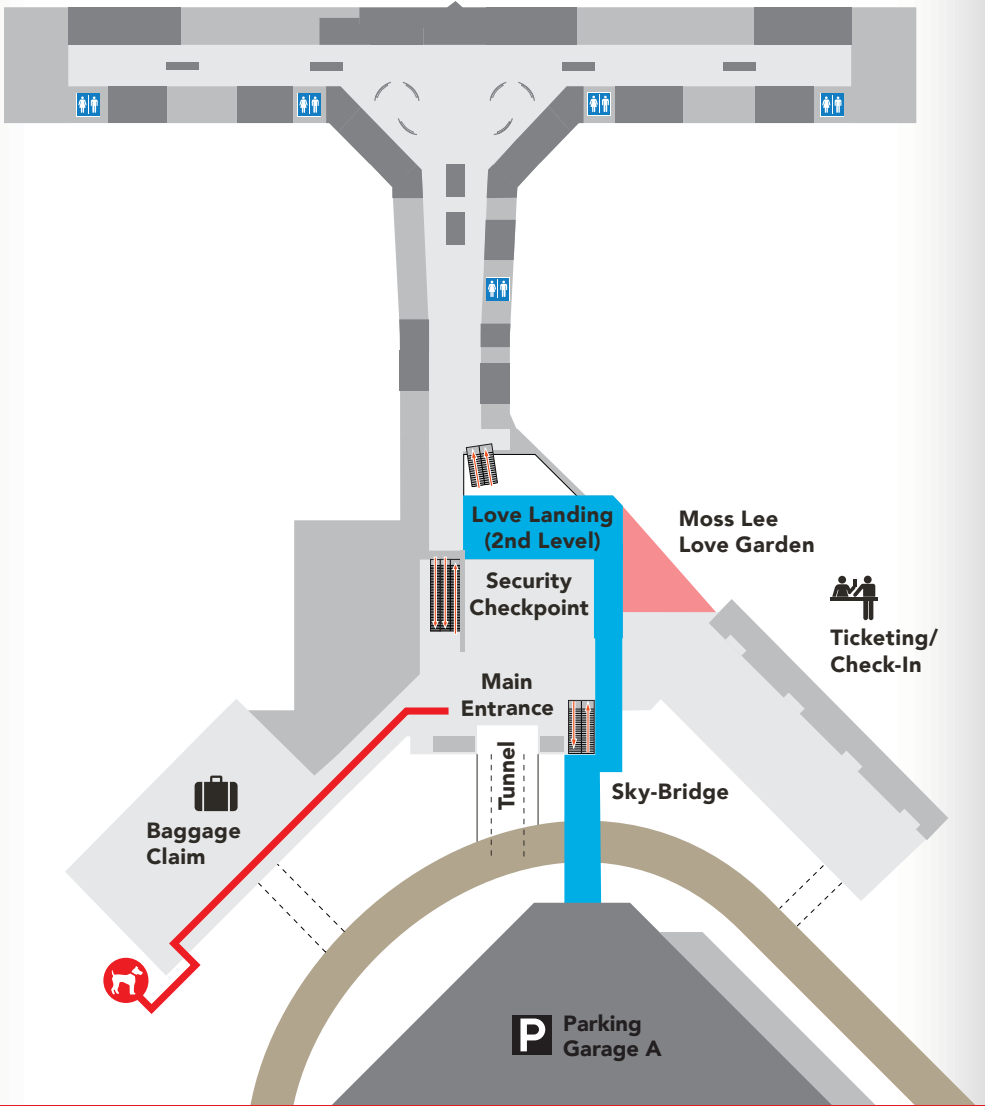 Love Landing
(2nd Level)
Moss Lee
Love Garden
Security
Checkpoint
Ticketing/
Check-In
Main
Entrance
Tunnel
Sky-Bridge
Baggage
Claim
P
Parking
Garage A